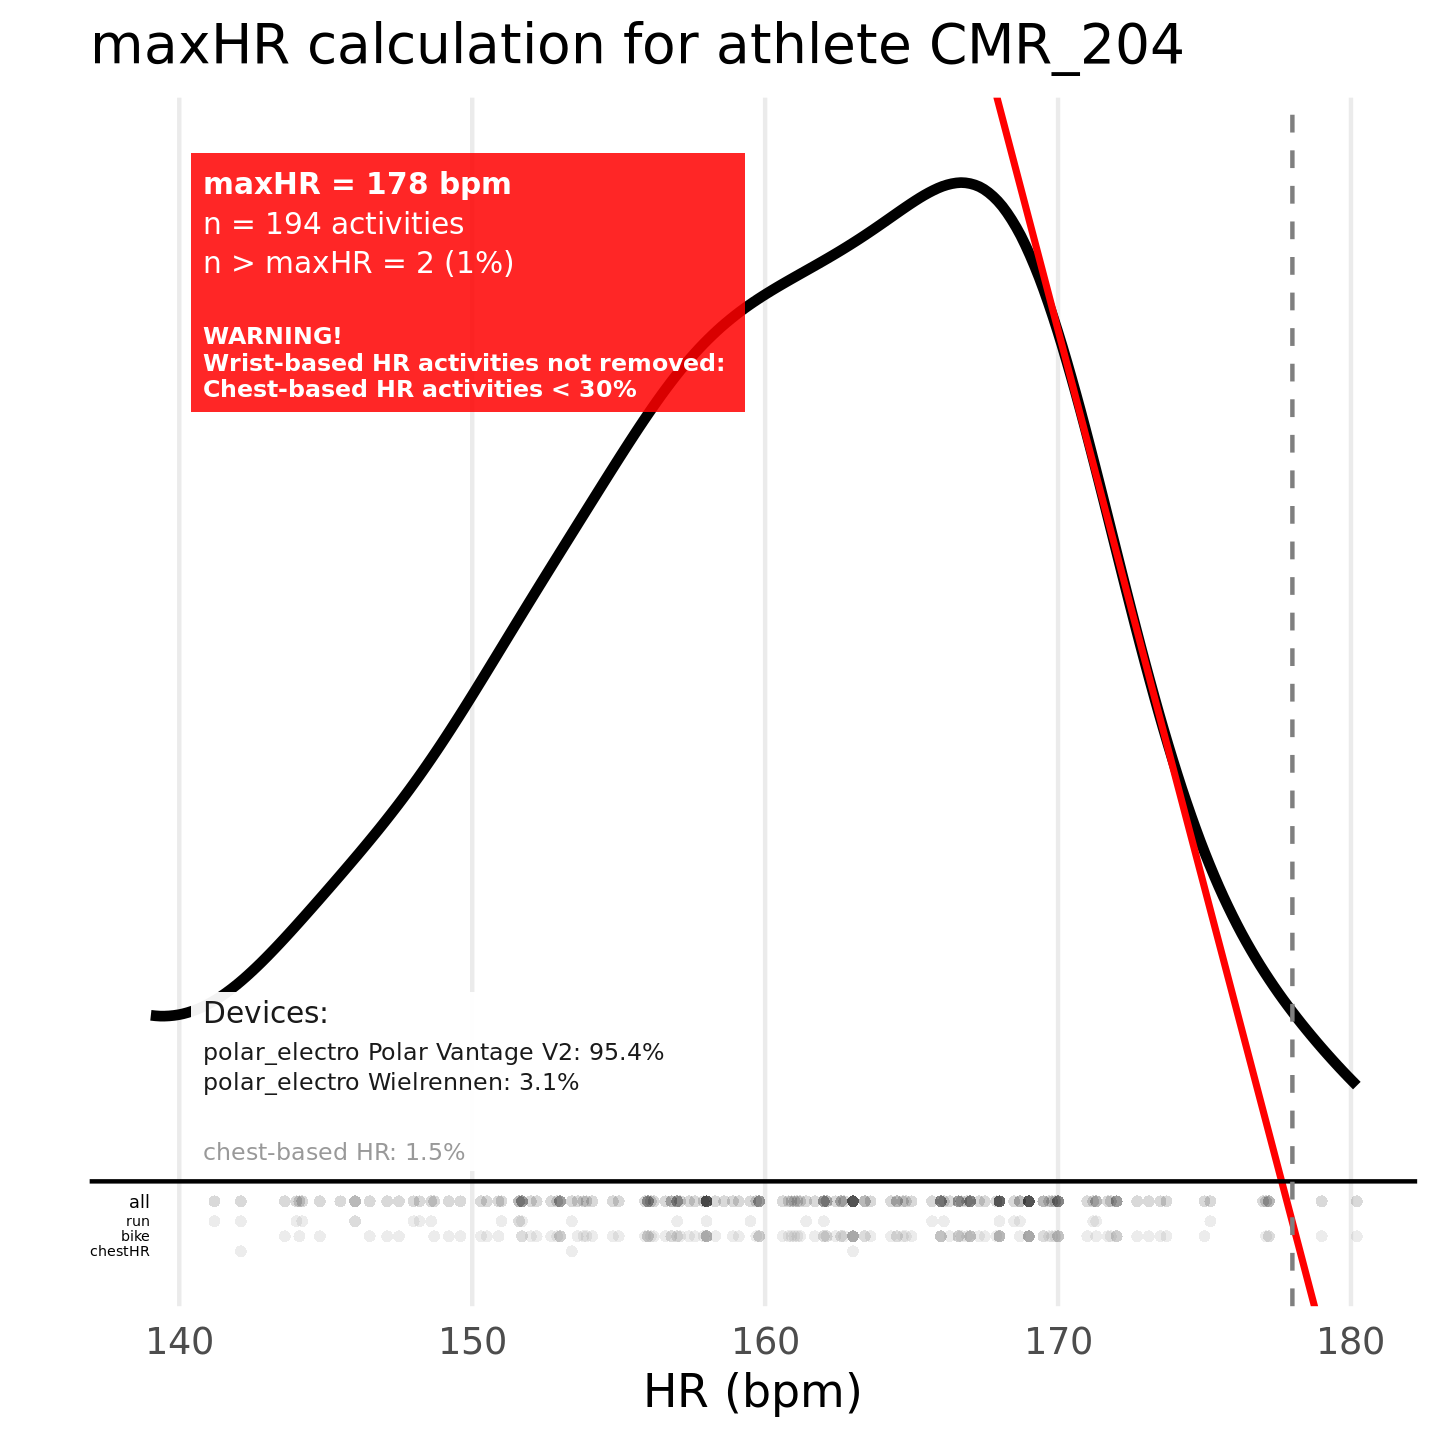 maxHR calculation for athlete CMR_204
maxHR = 178 bpm
n = 194 activities
n > maxHR = 2 (1%)
WARNING!
Wrist-based HR activities not removed:
Chest-based HR activities < 30%
Devices:
polar_electro Polar Vantage V2: 95.4%
polar_electro Wielrennen: 3.1%
chest-based HR: 1.5%
all
run
bike
chestHR
140 150 160 170 180
HR (bpm)